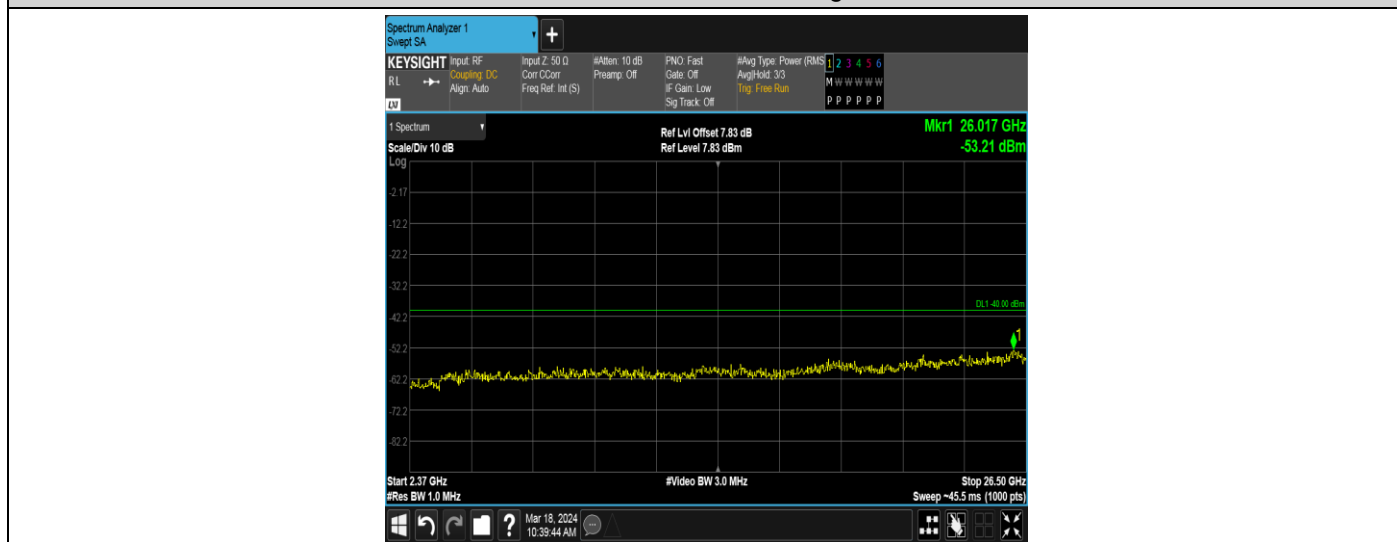 Spectrum Analyzer 1
Swept SA
+
KEYSIGHT Input: RF Input Z: 50 Ω #Atten: 10 dB PNO: Fast #Avg Type: Power (RMS 1 2 3 4 5 6
RL Coupling: DC Corr CCorr Preamp: Off Gate: Off Avg|Hold: 3/3 M W W W W W
Align: Auto Freq Ref: Int (S) IF Gain: Low Trig: Free Run P P P P P P
LXI Sig Track: Off
1 Spectrum Ref Lvl Offset 7.83 dB Mkr1 26.017 GHz
Scale/Div 10 dB Ref Level 7.83 dBm -53.21 dBm
Log
-2.17
-12.2
-22.2
-32.2
DL1 -40.00 dBm
-42.2
1
-52.2
-62.2
-72.2
-82.2
Start 2.37 GHz #Video BW 3.0 MHz Stop 26.50 GHz
#Res BW 1.0 MHz Sweep ~45.5 ms (1000 pts)
? Mar 18, 2024
10:39:44 AM